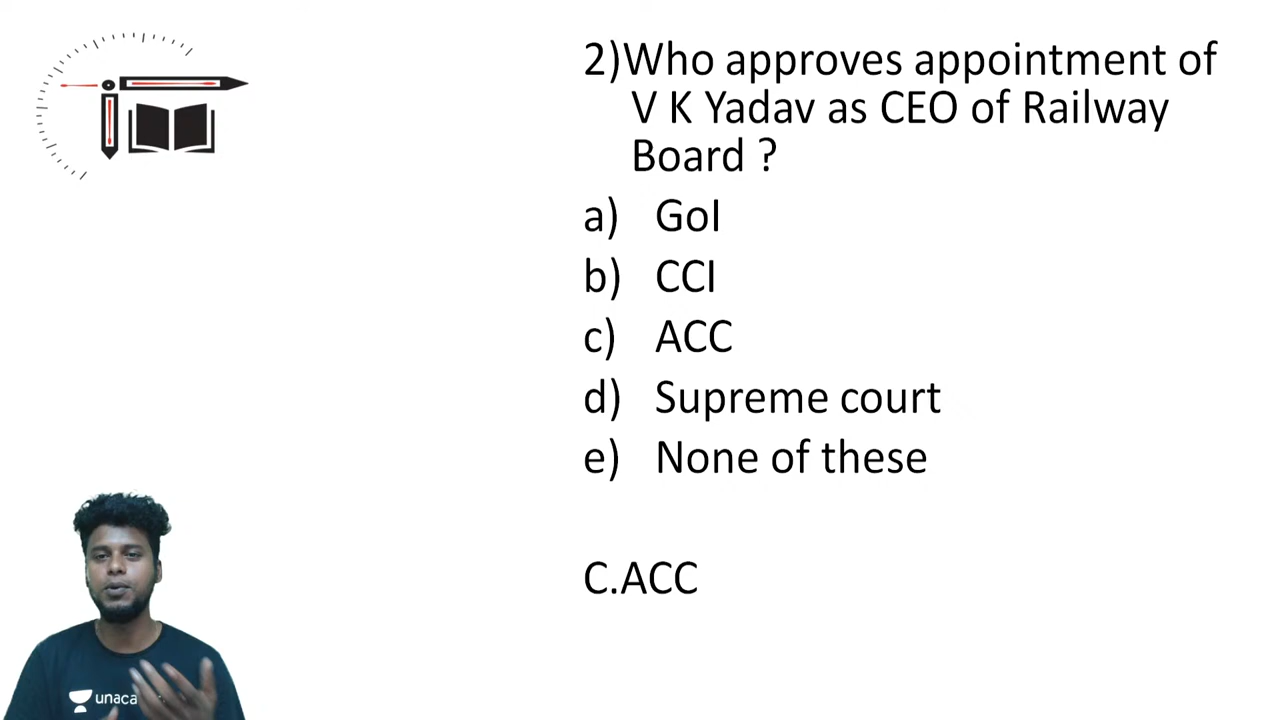 2)Who approves appointment of
V K Yadav as CEO of Railway
Board ?
a) GoI
b) CCI
c) ACC
d) Supreme court
e) None of these
C.ACC
unaca